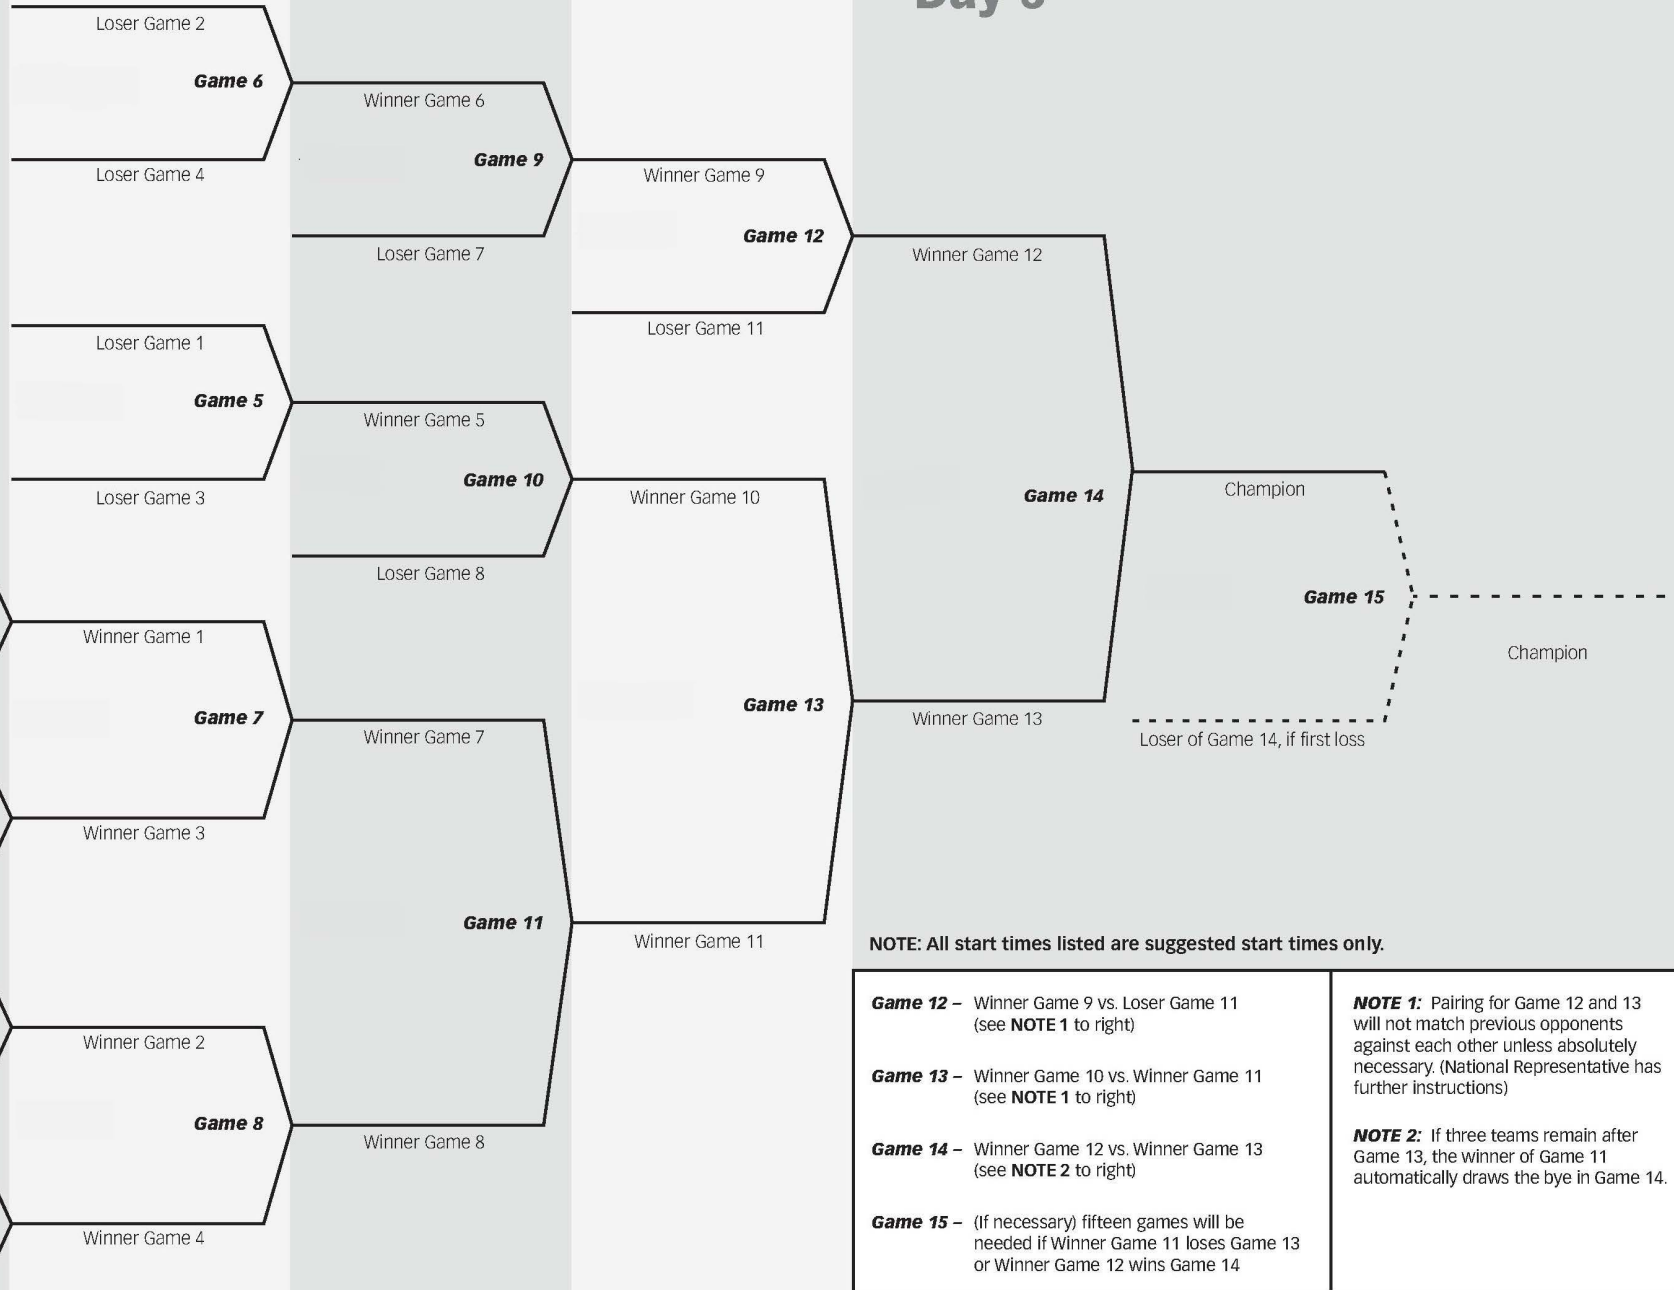 Loser Game 2
Game 6
Loser Game 4
Loser Game 1
Game 5
Loser Game 3
Winner Game 1
Game 7
Winner Game 3
Winner Game 2
Game 8
Winner Game 4
Winner Game 6
Game 9
Loser Game 7
Winner Game 5
Game 10
Loser Game 8
Winner Game 7
Game 11
Winner Game 8
Winner Game 9
Game 12
Loser Game 11
Winner Game 10
Game 13
Winner Game 11
Day
Winner Game 12
Game 14
Winner Game 13
Champion
Game 15
Loser of Game 14, if first loss
Champion
NOTE: All start times listed are suggested start times only.
Game 12 – Winner Game 9 vs. Loser Game 11
(see NOTE 1 to right)
Game 13 – Winner Game 10 vs. Winner Game 11
(see NOTE 1 to right)
Game 14 – Winner Game 12 vs. Winner Game 13
(see NOTE 2 to right)
Game 15 – (If necessary) fifteen games will be
needed if Winner Game 11 loses Game 13
or Winner Game 12 wins Game 14
NOTE 1: Pairing for Game 12 and 13
will not match previous opponents
against each other unless absolutely
necessary. (National Representative has
further instructions)
NOTE 2: If three teams remain after
Game 13, the winner of Game 11
automatically draws the bye in Game 14.